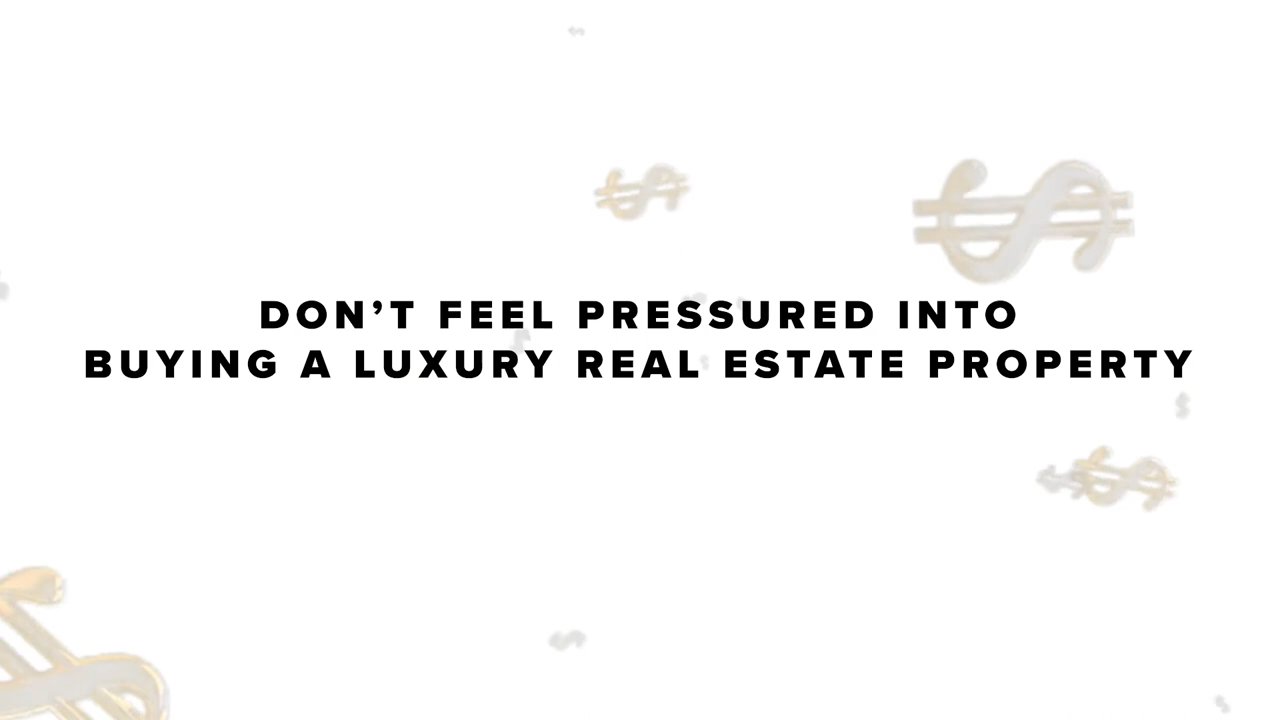 DON’T FEEL PRESSURED INTO
BUYING A LUXURY REAL ESTATE PROPERTY